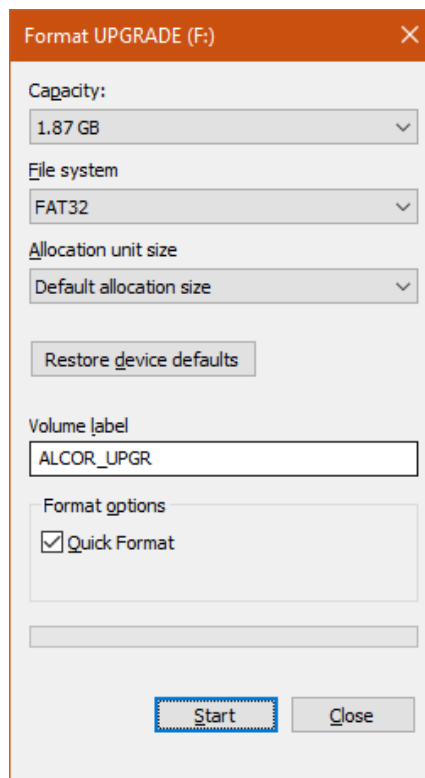 Format UPGRADE (F:)
Capacity:
1.87 GB
File system
FAT32
Allocation unit size
Default allocation size
Restore device defaults
Volume label
ALCOR_UPGR
Format options
Quick Format
Start
Close